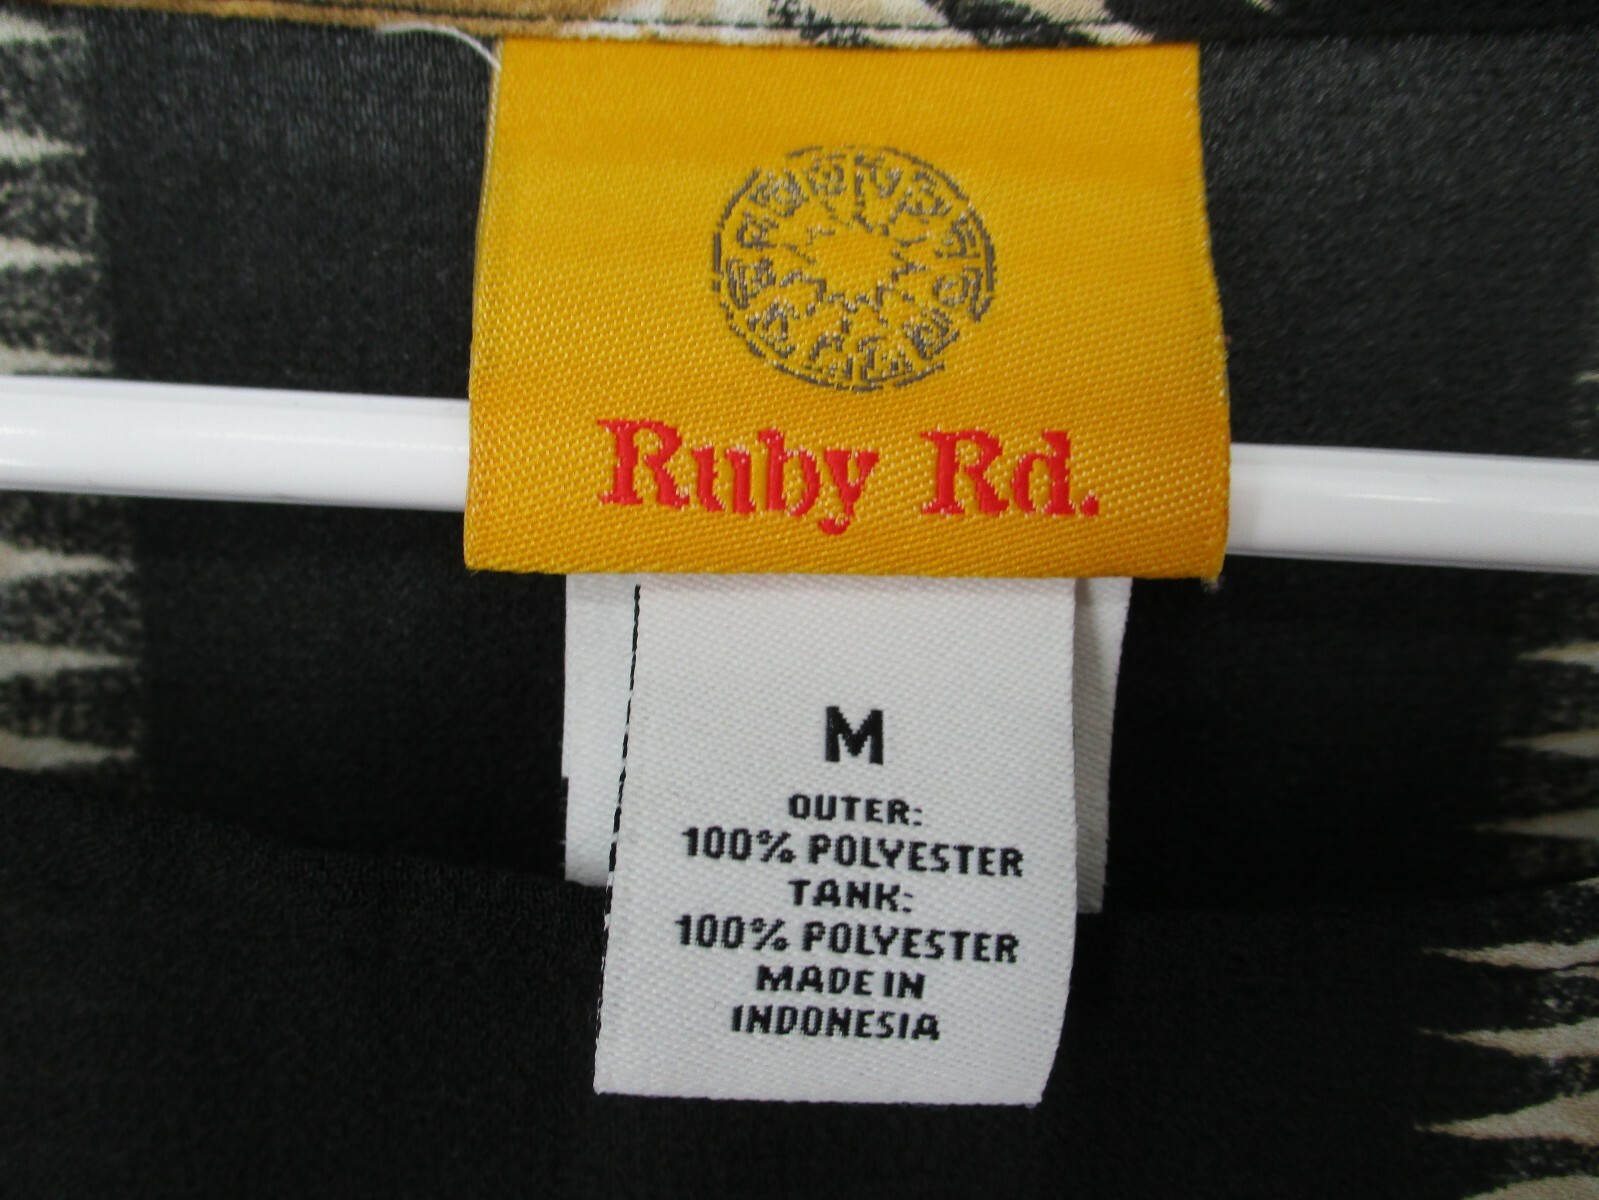 Ruby Rd.
M
OUTER:
100% POLYESTER
TANK:
100% POLYESTER
MADE IN
INDONESIA